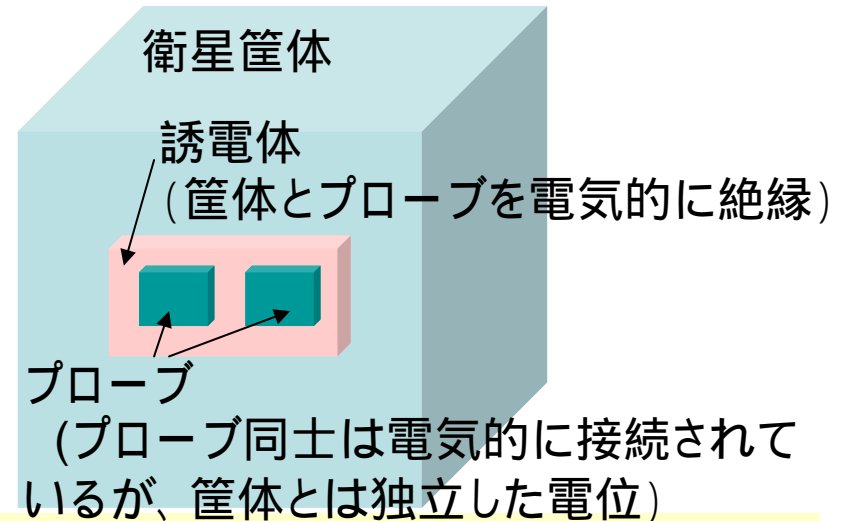 衛星筐体
誘電体
(筐体とプローブを電気的に絶縁)
プローブ
(プローブ同士は電気的に接続されて
いるが、筐体とは独立した電位)